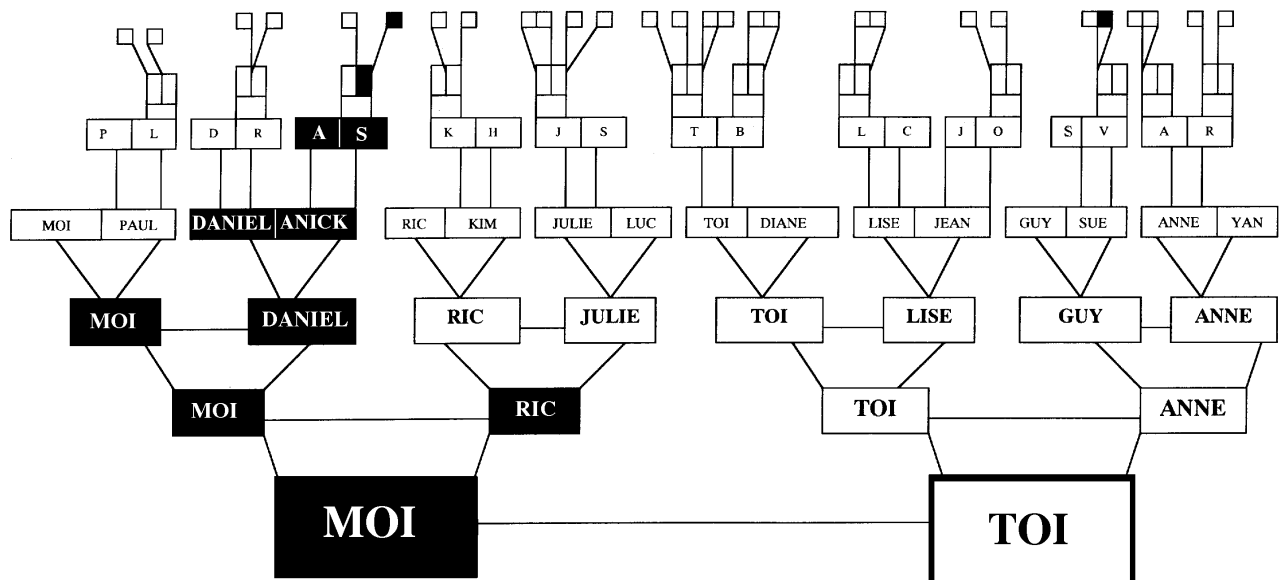 P L D R A S K H J S T B L C J O S V A R
MOI PAUL DANIEL ANICK RIC KIM JULIE LUC TOI DIANE LISE JEAN GUY SUE ANNE YAN
MOI DANIEL RIC JULIE TOI LISE GUY ANNE
MOI RIC TOI ANNE
MOI TOI